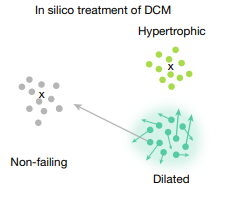 In silico treatment of DCM
Hypertrophic
x
x
Non-failing
Dilated